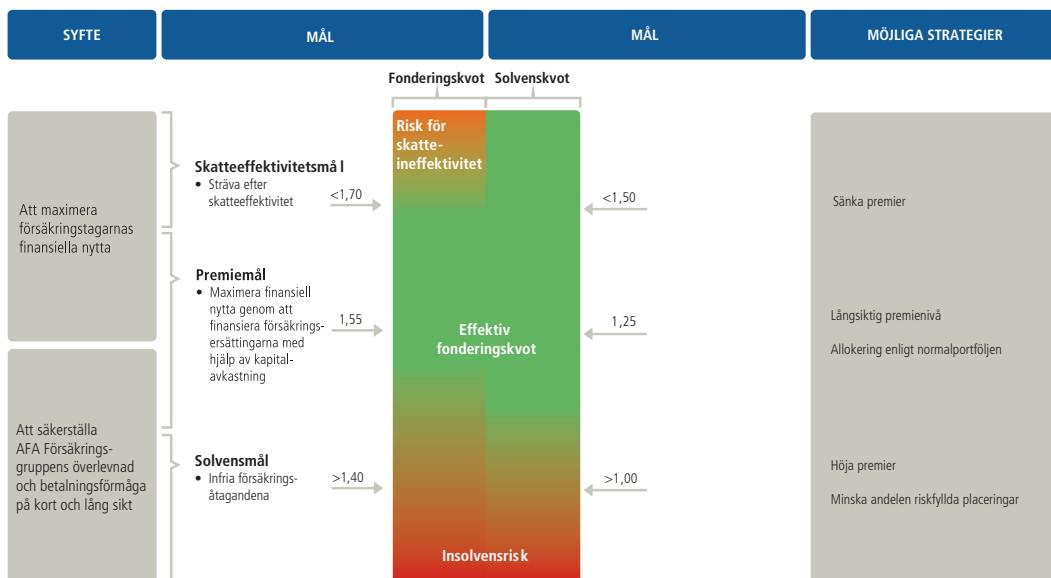 SYFTE
MÅL
MÅL
MÖJLIGA STRATEGIER
Fonderingskvot
Solvenskvot
Att maximera
försäkringstagarnas
finansiella nytta
Att säkerställa
AFA Försäkrings-
gruppens överlevnad
och betalningsförmåga
på kort och lång sikt
Skatteeffektivitetsmål
• Sträva efter
skatteeffektivitet
<1,70
Premiemål
• Maximera finansiell
nytta genom att
finansiera försäkrings-
ersättingarna med
hjälp av kapital-
avkastning
1,55
Solvensmål
• Infria försäkrings-
åtagandena
>1,40
Risk för
skatte-
ineffektivitet
Effektiv
fonderingskvot
Insolvensrisk
<1,50
1,25
>1,00
Sänka premier
Långsiktig premienivå
Allokering enligt normalportföljen
Höja premier
Minska andelen riskfyllda placeringar